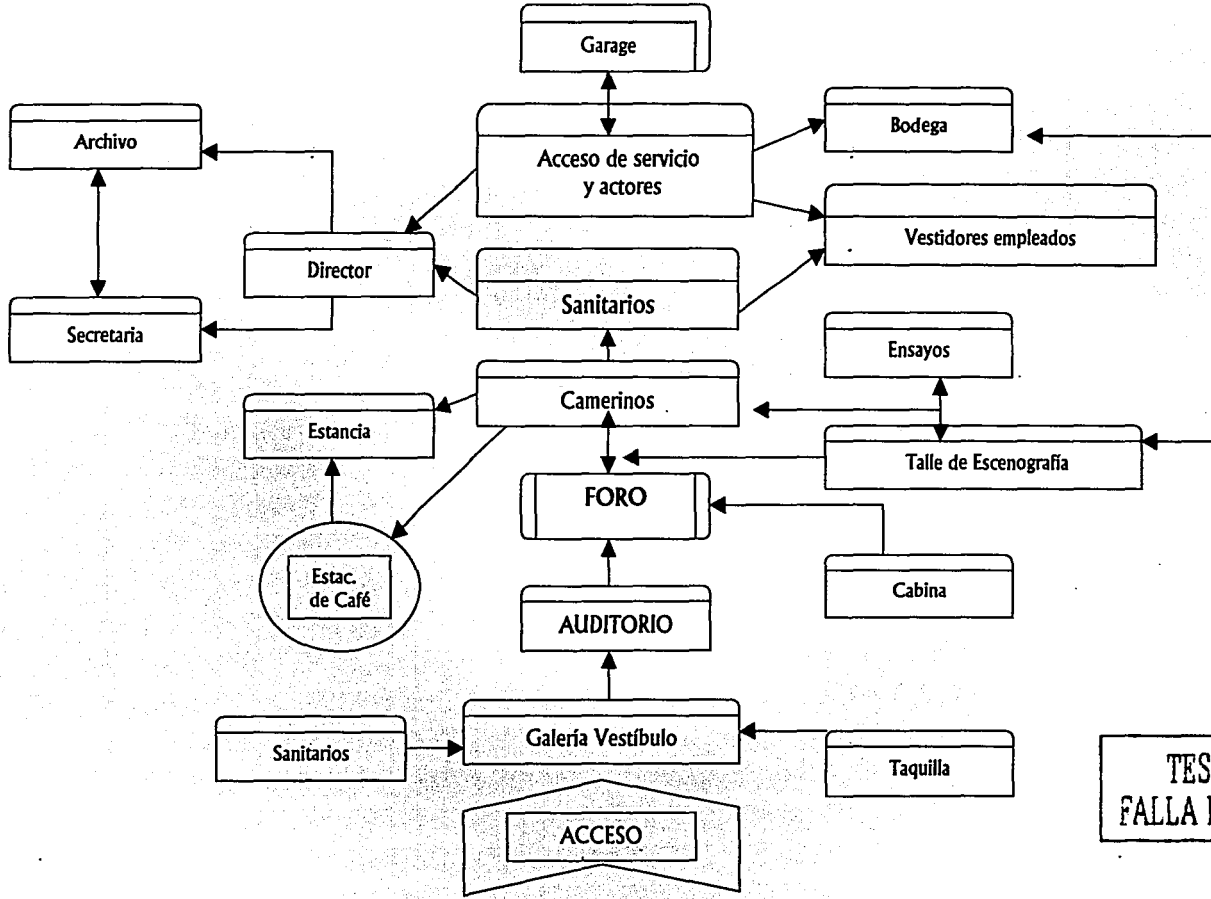 Garage
Archivo
Acceso de servicio
y actores
Bodega
Vestidores empleados
Director
Sanitarios
Secretaria
Ensayos
Camerinos
Estancia
Talle de Escenografía
FORO
Estac.
de Café
Cabina
AUDITORIO
Galería Vestíbulo
Sanitarios
Taquilla
ACCESO
TES
FALLA